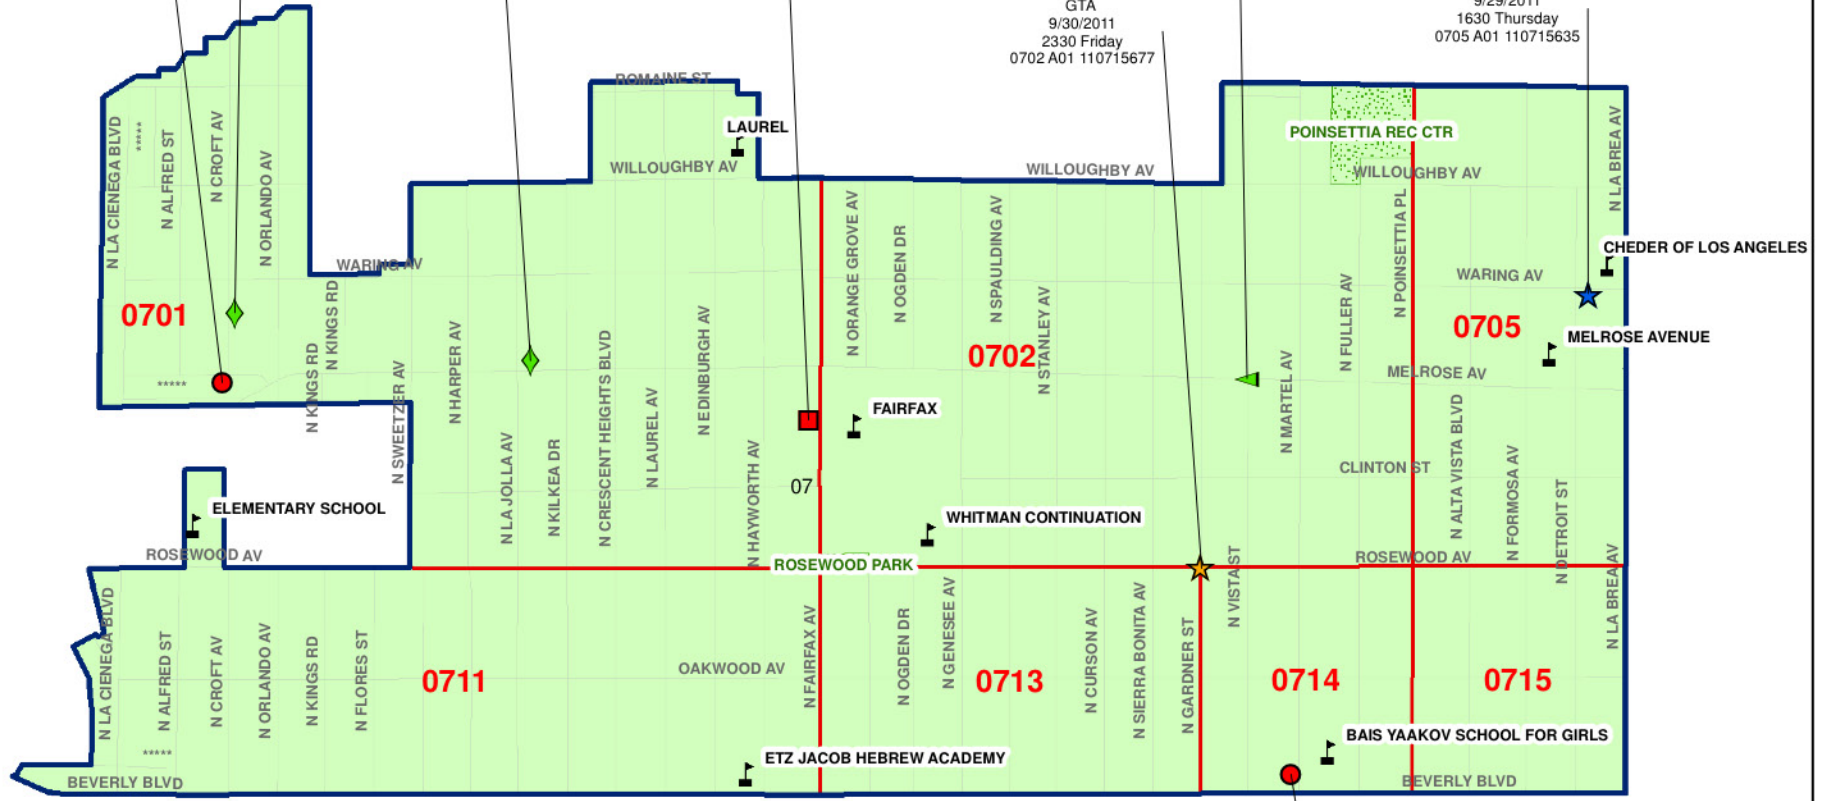 GTA
9/30/2011
2330 Friday
0702 A01 110715677
9/29/2011
1630 Thursday
0705 A01 110715635
ROMAINE ST
LAUREL
POINSETTIA REC CTR
WILLOUGHBY AV
WILLOUGHBY AV
WILLOUGHBY AV
N LA CIENEGA BLVD
*****
N ALFRED ST
N CROFT AV
N ORLANDO AV
N LA BREA AV
N ORANGE GROVE AV
N OGDEN DR
N SPAULDING AV
N POINSETTIA PL
CHEDER OF LOS ANGELES
WARING AV
WARING AV
0701
N KINGS RD
N KINGS RD
N STANLEY AV
N FULLER AV
0705
MELROSE AVENUE
0702
N HARPER AV
N EDINBURGH AV
N CRESCENT HEIGHTS BLVD
N SWEETZER AV
N MARTEL AV
MELROSE AV
*****
FAIRFAX
N LAUREL AV
N ALTA VISTA BLVD
N LA JOLLA AV
N KILKEA DR
N HAYWORTH AV
CLINTON ST
N FORMOSA AV
N DETROIT ST
07
ELEMENTARY SCHOOL
WHITMAN CONTINUATION
ROSEWOOD AV
ROSEWOOD PARK
ROSEWOOD AV
N VISTA ST
N LA BREA AV
N LA CIENEGA BLVD
N ALFRED ST
N CROFT AV
N ORLANDO AV
N KINGS RD
N FLORES ST
N FAIRFAX AV
N OGDEN DR
N GENESEE AV
N CURSON AV
N SIERRA BONITA AV
N GARDNER ST
OAKWOOD AV
0711
0713
0714
0715
BAIS YAAKOV SCHOOL FOR GIRLS
*****
ETZ JACOB HEBREW ACADEMY
BEVERLY BLVD
BEVERLY BLVD